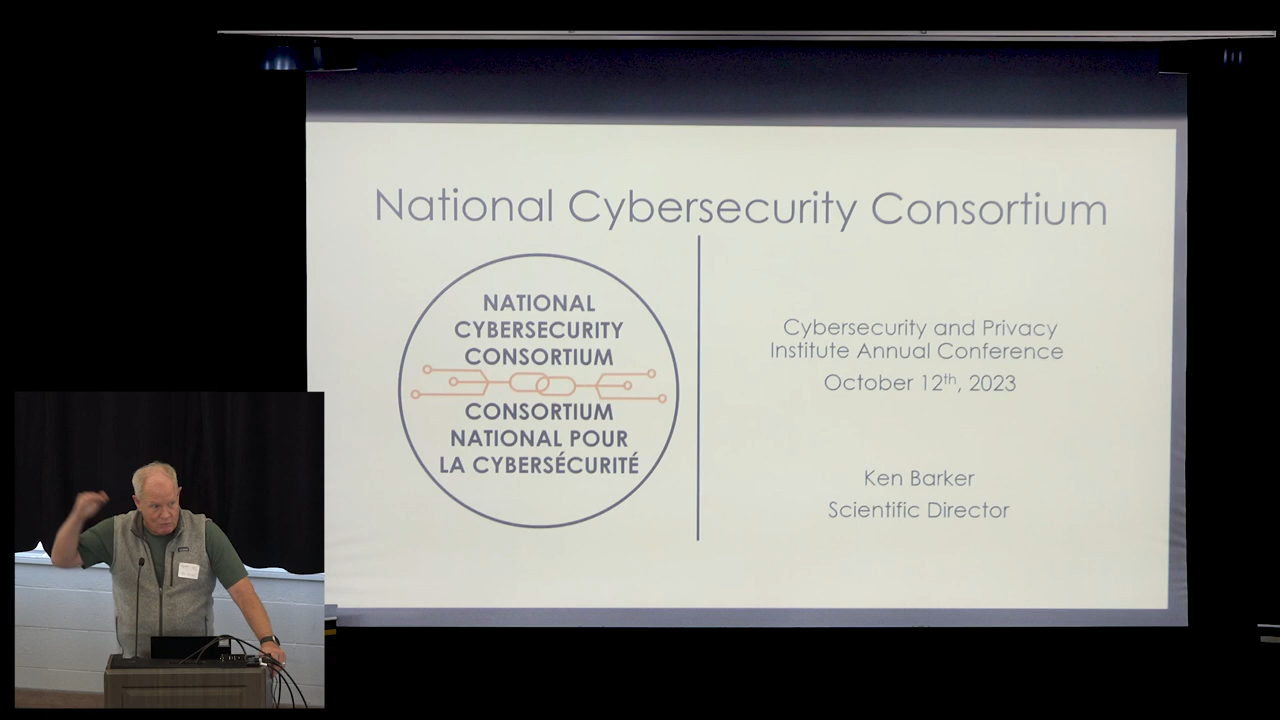 National Cybersecurity Consortium
NATIONAL
CYBERSECURITY
CONSORTIUM
CONSORTIUM
NATIONAL POUR
LA CYBERSÉCURITÉ
Cybersecurity and Privacy
Institute Annual Conference
October 12th, 2023
Ken Barker
Scientific Director